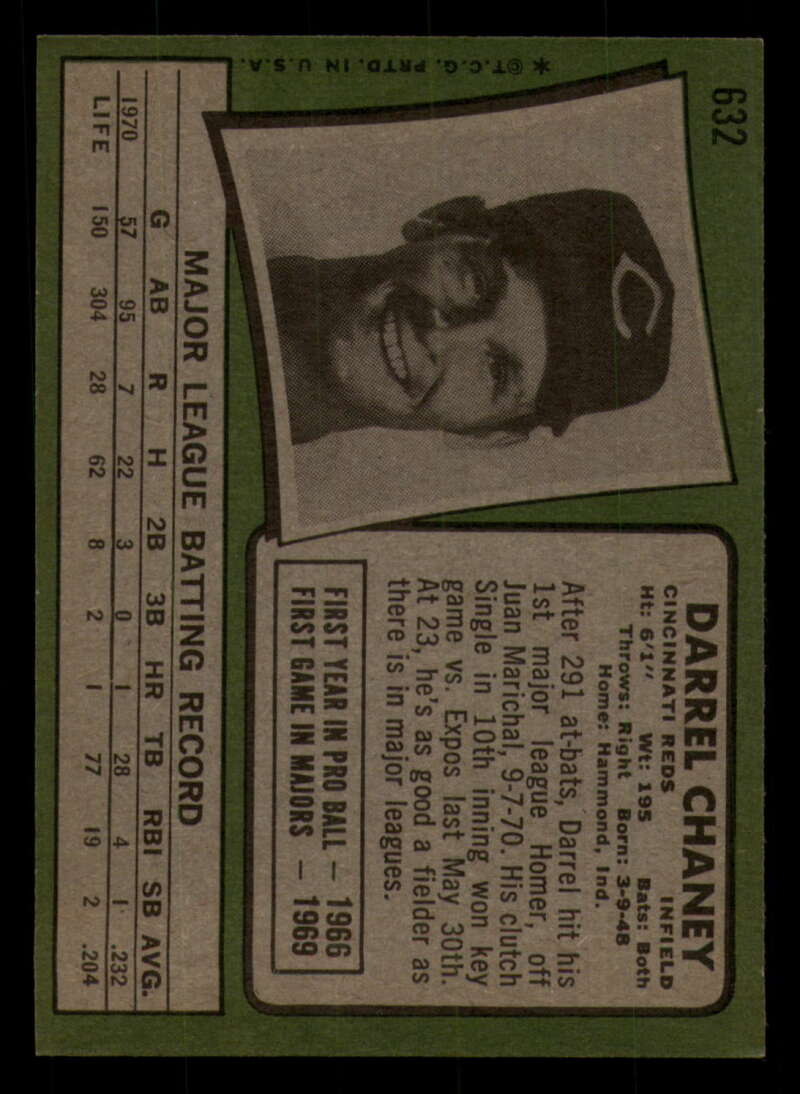 632
DARREL CHANEY
CINCINNATI REDS INFIELD
Ht: 6'1" Wt: 195 Bats: Both
Throws: Right Born: 3-9-48
Home: Hammond, Ind.
After 291 at-bats, Darrel hit his
1st major league Homer, off
Juan Marichal, 9-7-70. His clutch
Single in 10th inning won key
game vs. Expos last May 30th.
At 23, he's as good a fielder as
there is in major leagues.
FIRST YEAR IN PRO BALL — 1966
FIRST GAME IN MAJORS — 1969
C
MAJOR LEAGUE BATTING RECORD
G AB R H 2B 3B HR TB RBI SB AVG.
1970 57 95 7 22 3 0 1 28 4 1 .232
LIFE 150 304 28 62 8 2 1 77 19 2 .204
* ©T.C.G. PRTD. IN U.S.A.